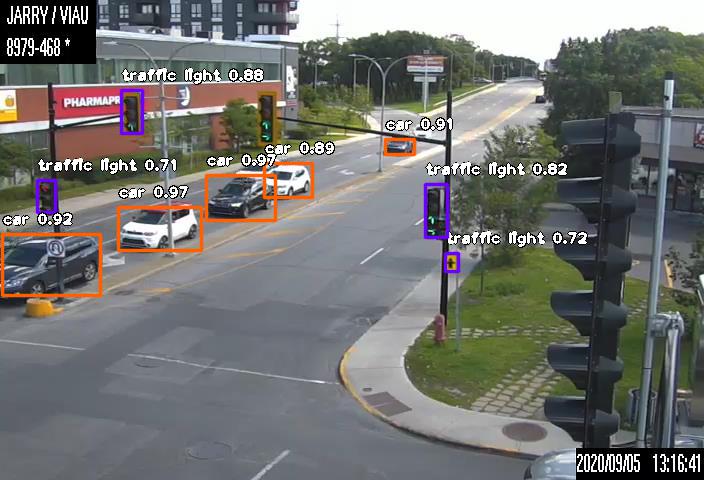 JARRY / VIAU
8979-468 *
traffic light 0.88
PHARMAPR
car 0.91
car 0.89
car 0.97
traffic light 0.71
traffic light 0.82
car 0.97
car 0.92
traffic light 0.72
2020/09/05 13:16:41